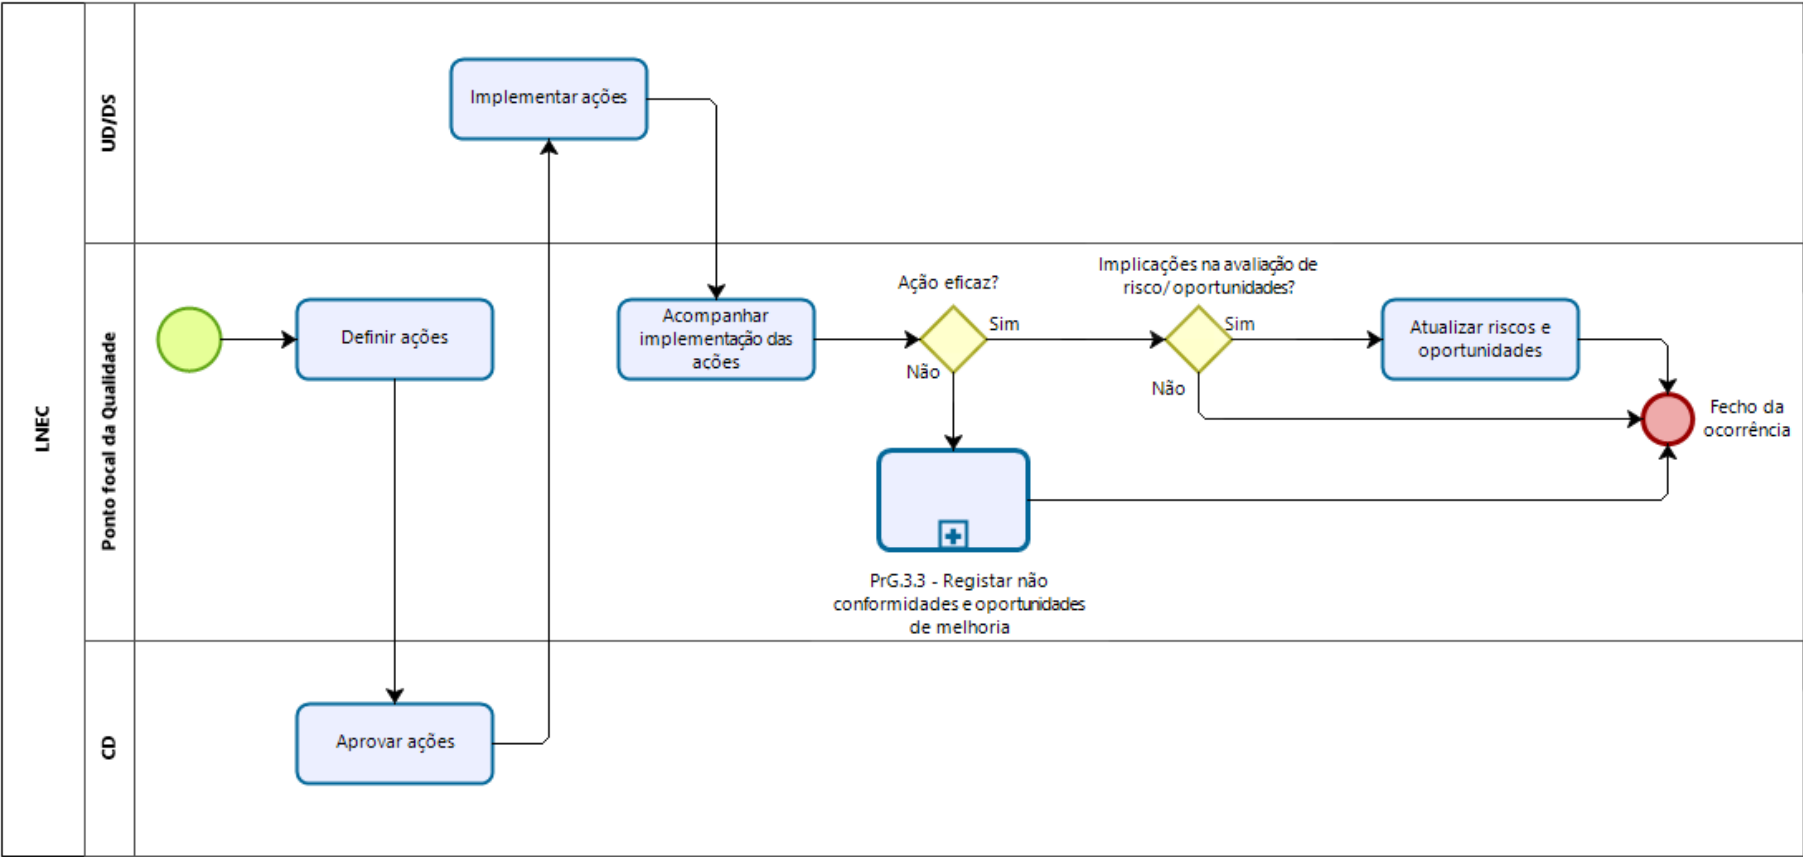 LNEC
UD/DS
Implementar ações
Ponto focal da Qualidade
Definir ações
Acompanhar
implementação das
ações
Ação eficaz?
Sim
Não
Implicações na avaliação de
risco/ oportunidades?
Sim
Não
Atualizar riscos e
oportunidades
Fecho da
ocorrência
PrG.3.3 - Registar não
conformidades e oportunidades
de melhoria
CD
Aprovar ações